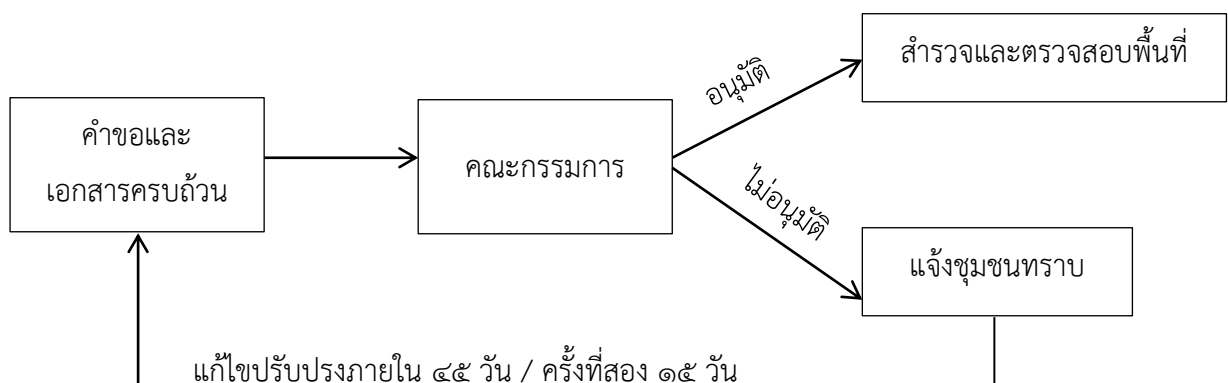 สำรวจและตรวจสอบพื้นที่
อนุมัติ
คำขอและ
เอกสารครบถ้วน
คณะกรรมการ
ไม่อนุมัติ
แจ้งชุมชนทราบ
แก้ไขปรับปรุงภายใน ๔๕ วัน / ครั้งที่สอง ๑๕ วัน